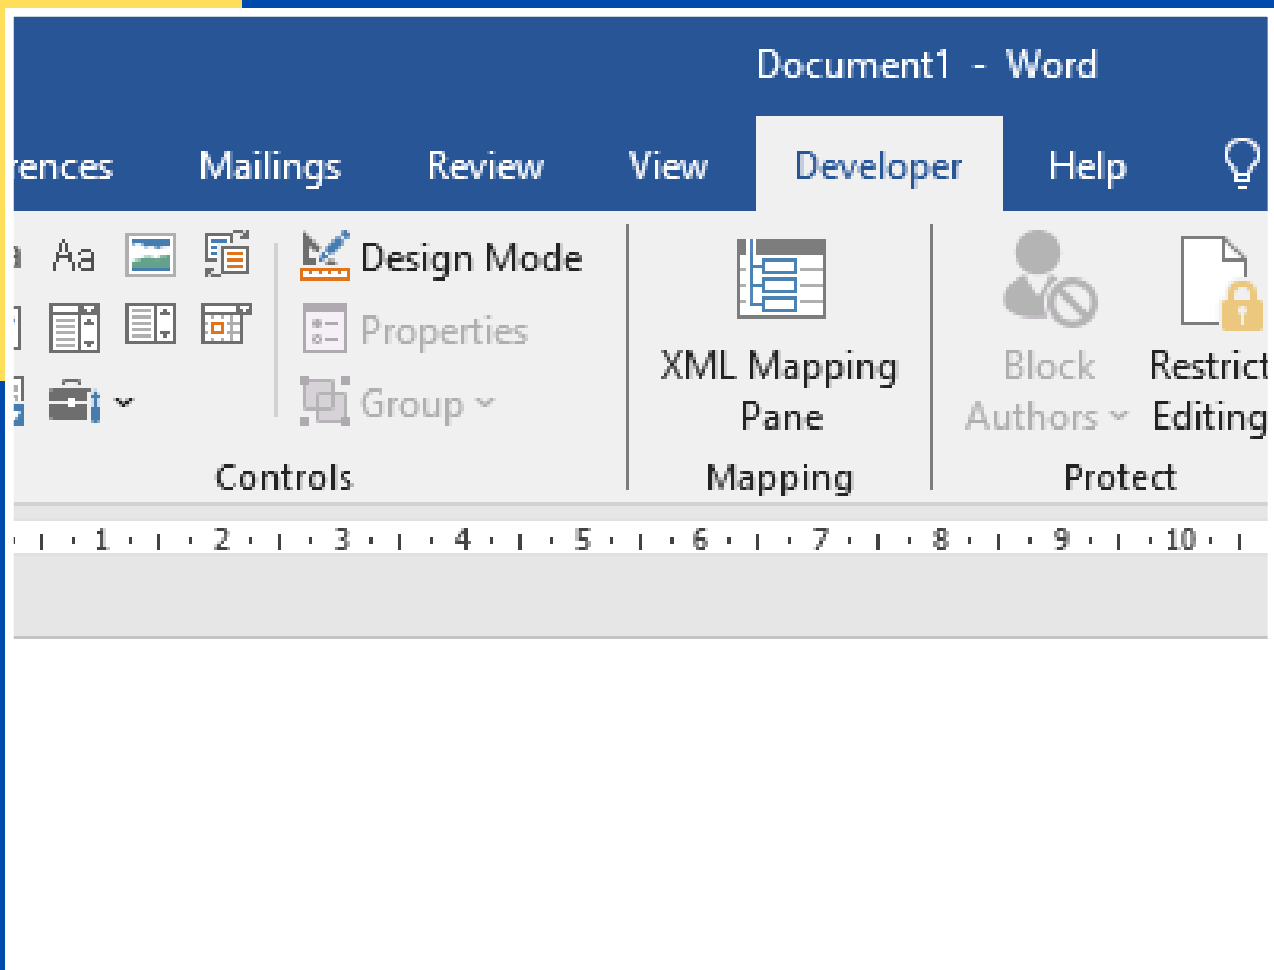 Document1 - Word
rences Mailings Review View Developer Help
Aa Design Mode
Properties
Group
XML Mapping
Pane
Block
Authors
Restrict
Editing
Controls Mapping Protect
1 2 3 4 5 6 7 8 9 10